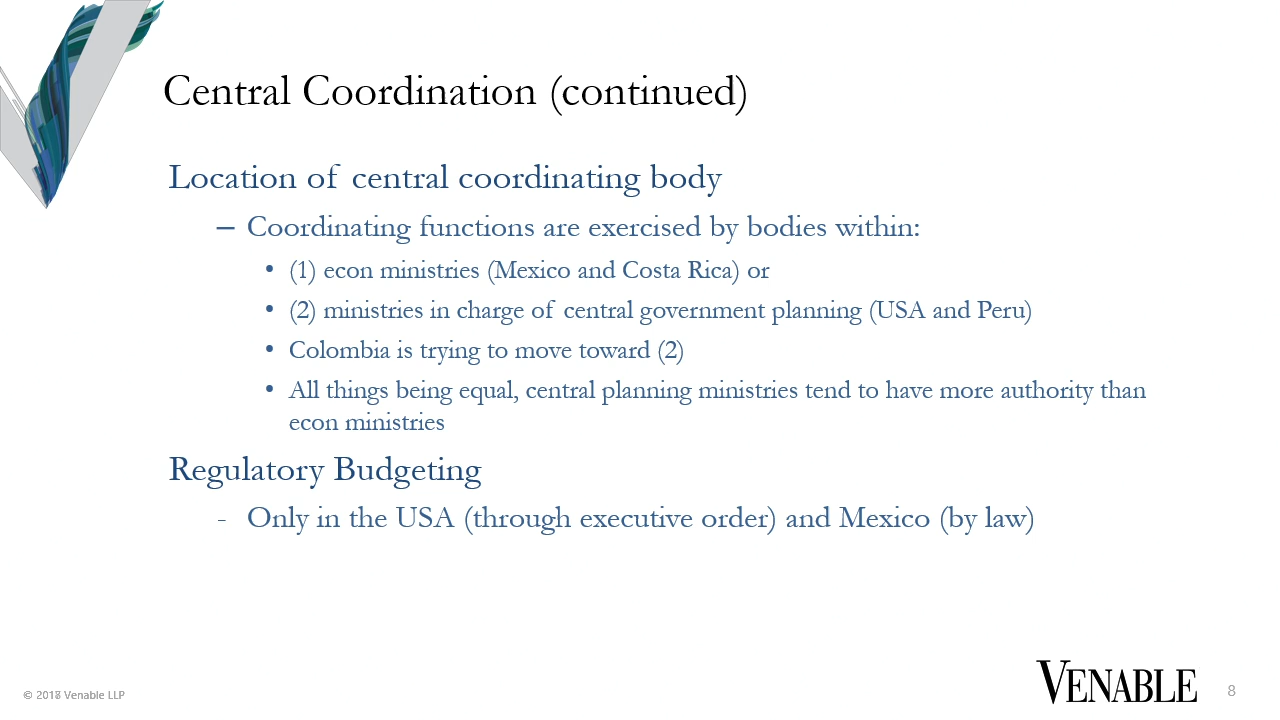 Central Coordination (continued)
Location of central coordinating body
– Coordinating functions are exercised by bodies within:
• (1) econ ministries (Mexico and Costa Rica) or
• (2) ministries in charge of central government planning (USA and Peru)
• Colombia is trying to move toward (2)
• All things being equal, central planning ministries tend to have more authority than
econ ministries
Regulatory Budgeting
- Only in the USA (through executive order) and Mexico (by law)
© Venable LLP
VENABLE
8